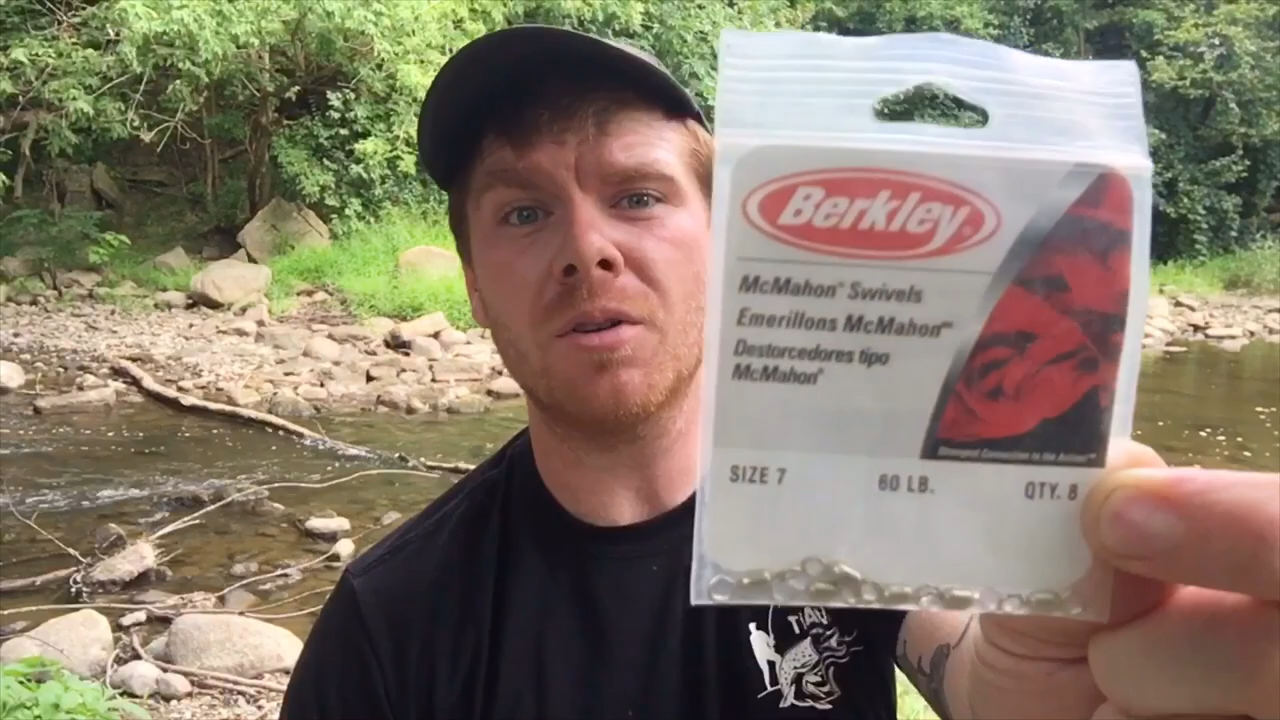 Berkley®
McMahon® Swivels
Emerillons McMahon
Destorcedores tipo
McMahon®
SIZE 7 60 LB. QTY. 8